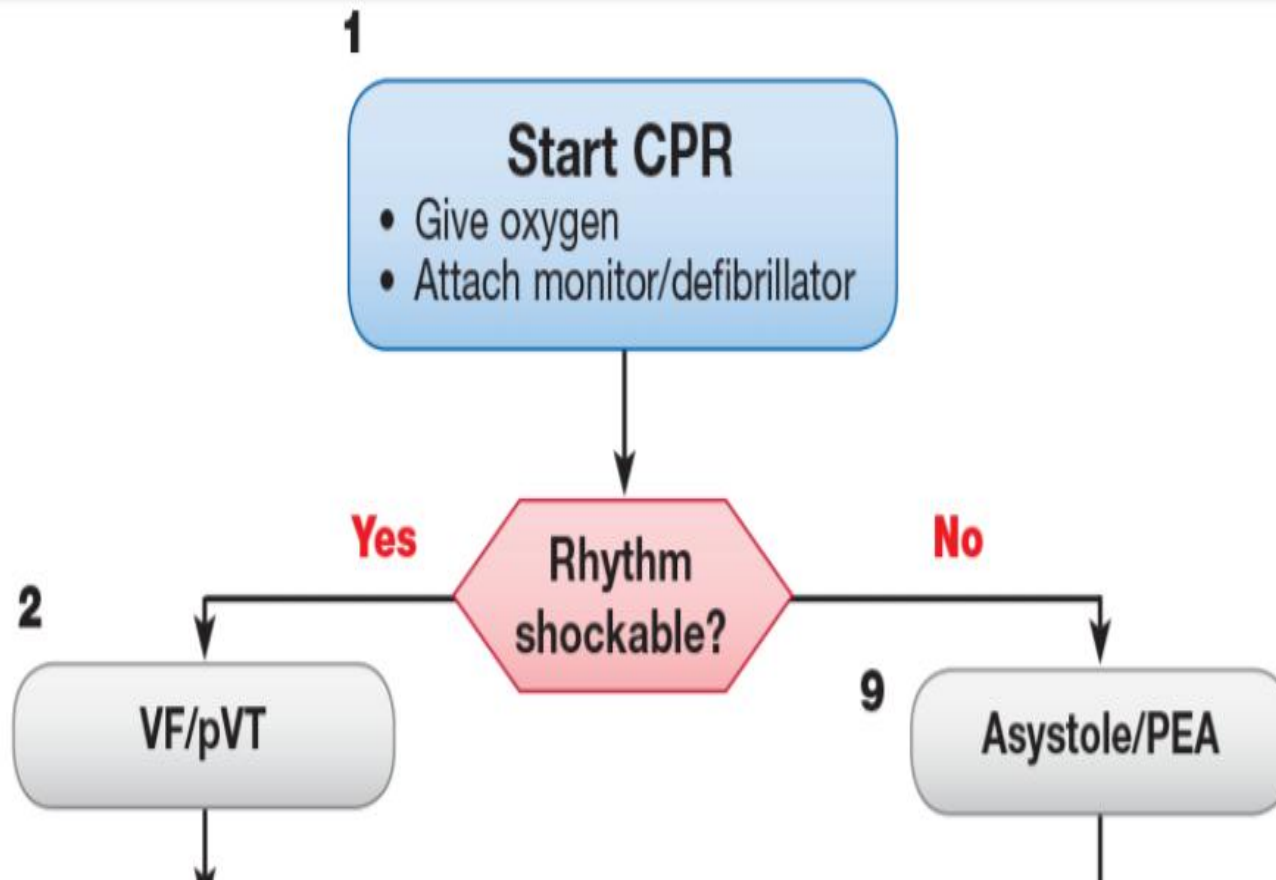 1
Start CPR
• Give oxygen
• Attach monitor/defibrillator
Yes
Rhythm
shockable?
No
2
VF/pVT
9
Asystole/PEA